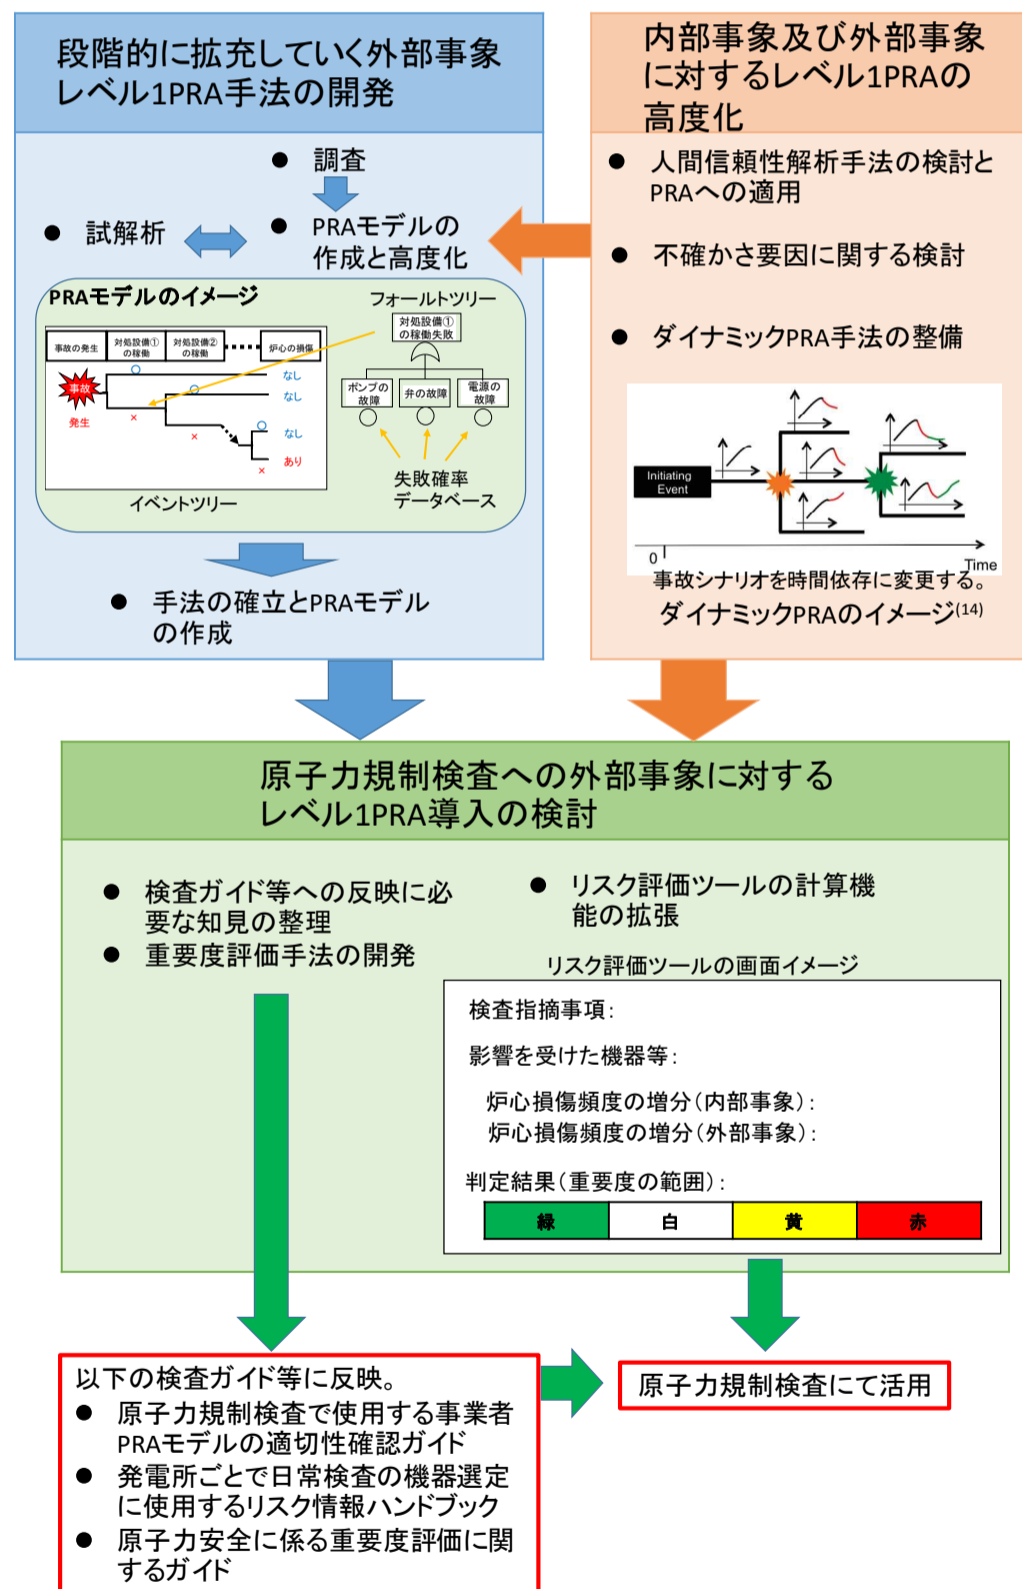 段階的に拡充していく外部事象
レベル1PRA手法の開発
● 調査
● 試解析
● PRAモデルの
作成と高度化
PRAモデルのイメージ
事故の発生
対処設備①
の稼働
対処設備②
の稼働
炉心の損傷
事故
発生
○
×
○
×
○
×
なし
なし
なし
あり
イベントツリー
フォールトツリー
対処設備①
の稼働失敗
ポンプの
故障
弁の故障
電源の
故障
失敗確率
データベース
● 手法の確立とPRAモデル
の作成
内部事象及び外部事象
に対するレベル1PRAの
高度化
● 人間信頼性解析手法の検討と
PRAへの適用
● 不確かさ要因に関する検討
● ダイナミックPRA手法の整備
Initiating
Event
0
Time
事故シナリオを時間依存に変更する。
ダイナミックPRAのイメージ(14)
原子力規制検査への外部事象に対する
レベル1PRA導入の検討
● 検査ガイド等への反映に必
要な知見の整理
● 重要度評価手法の開発
● リスク評価ツールの計算機
能の拡張
リスク評価ツールの画面イメージ
検査指摘事項:
影響を受けた機器等:
炉心損傷頻度の増分(内部事象):
炉心損傷頻度の増分(外部事象):
判定結果(重要度の範囲):
緑
白
黄
赤
以下の検査ガイド等に反映。
● 原子力規制検査で使用する事業者
PRAモデルの適切性確認ガイド
● 発電所ごとで日常検査の機器選定
に使用するリスク情報ハンドブック
● 原子力安全に係る重要度評価に関
するガイド
原子力規制検査にて活用